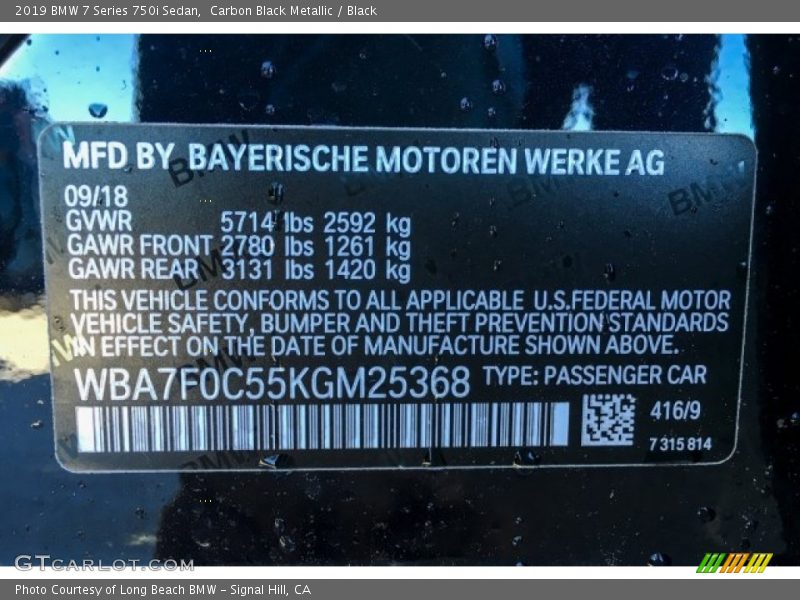 2019 BMW 7 Series 750i Sedan, Carbon Black Metallic / Black
MFD BY BAYERISCHE MOTOREN WERKE AG
09/18
GVWR 5714 lbs 2592 kg
GAWR FRONT 2780 lbs 1261 kg
GAWR REAR 3131 lbs 1420 kg
THIS VEHICLE CONFORMS TO ALL APPLICABLE U.S.FEDERAL MOTOR
VEHICLE SAFETY, BUMPER AND THEFT PREVENTION STANDARDS
IN EFFECT ON THE DATE OF MANUFACTURE SHOWN ABOVE.
WBA7F0C55KGM25368 TYPE: PASSENGER CAR
416/9
7315814
GTCARLOT.COM
Photo Courtesy of Long Beach BMW - Signal Hill, CA